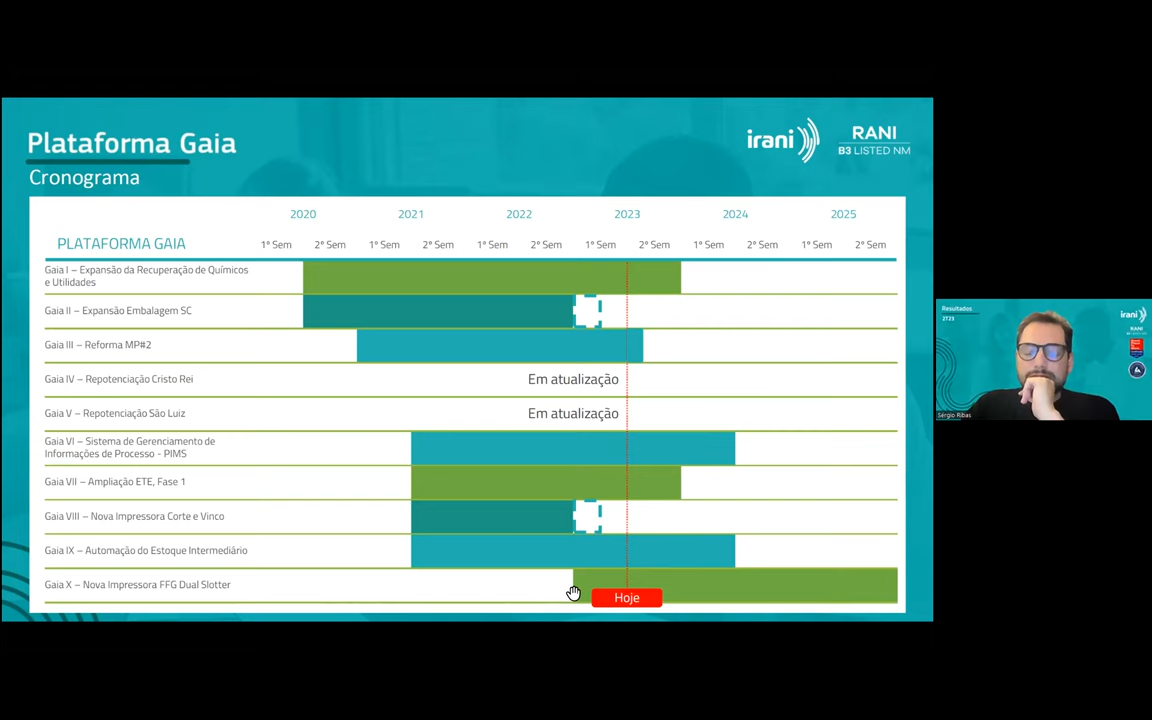 Plataforma Gaia
Cronograma
irani
RANI
B3 LISTED NM
2020 2021 2022 2023 2024 2025
PLATAFORMA GAIA
1º Sem 2º Sem 1º Sem 2º Sem 1º Sem 2º Sem 1º Sem 2º Sem 1º Sem 2º Sem 1º Sem 2º Sem
Gaia I – Expansão da Recuperação de Químicos
e Utilidades
Gaia II – Expansão Embalagem SC
Gaia III – Reforma MP#2
Gaia IV – Repotenciação Cristo Rei
Em atualização
Gaia V – Repotenciação São Luiz
Em atualização
Gaia VI – Sistema de Gerenciamento de
Informações de Processo - PIMS
Gaia VII – Ampliação ETE, Fase 1
Gaia VIII – Nova Impressora Corte e Vinco
Gaia IX – Automação do Estoque Intermediário
Gaia X – Nova Impressora FFG Dual Slotter
Hoje
Resultados
2T23
irani
RANI
Sérgio Ribas